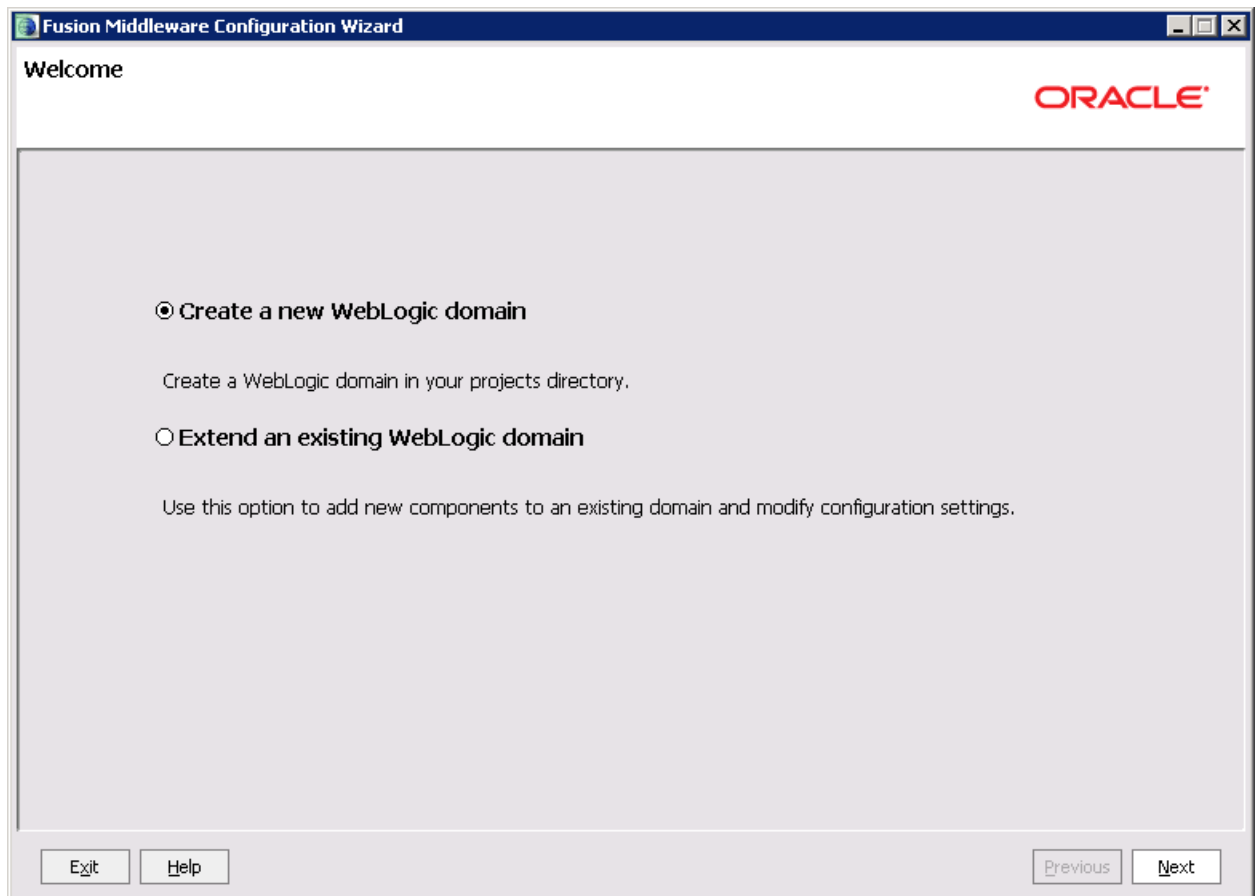 Fusion Middleware Configuration Wizard
Welcome
ORACLE
Create a new WebLogic domain
Create a WebLogic domain in your projects directory.
Extend an existing WebLogic domain
Use this option to add new components to an existing domain and modify configuration settings.
Exit Help Previous Next